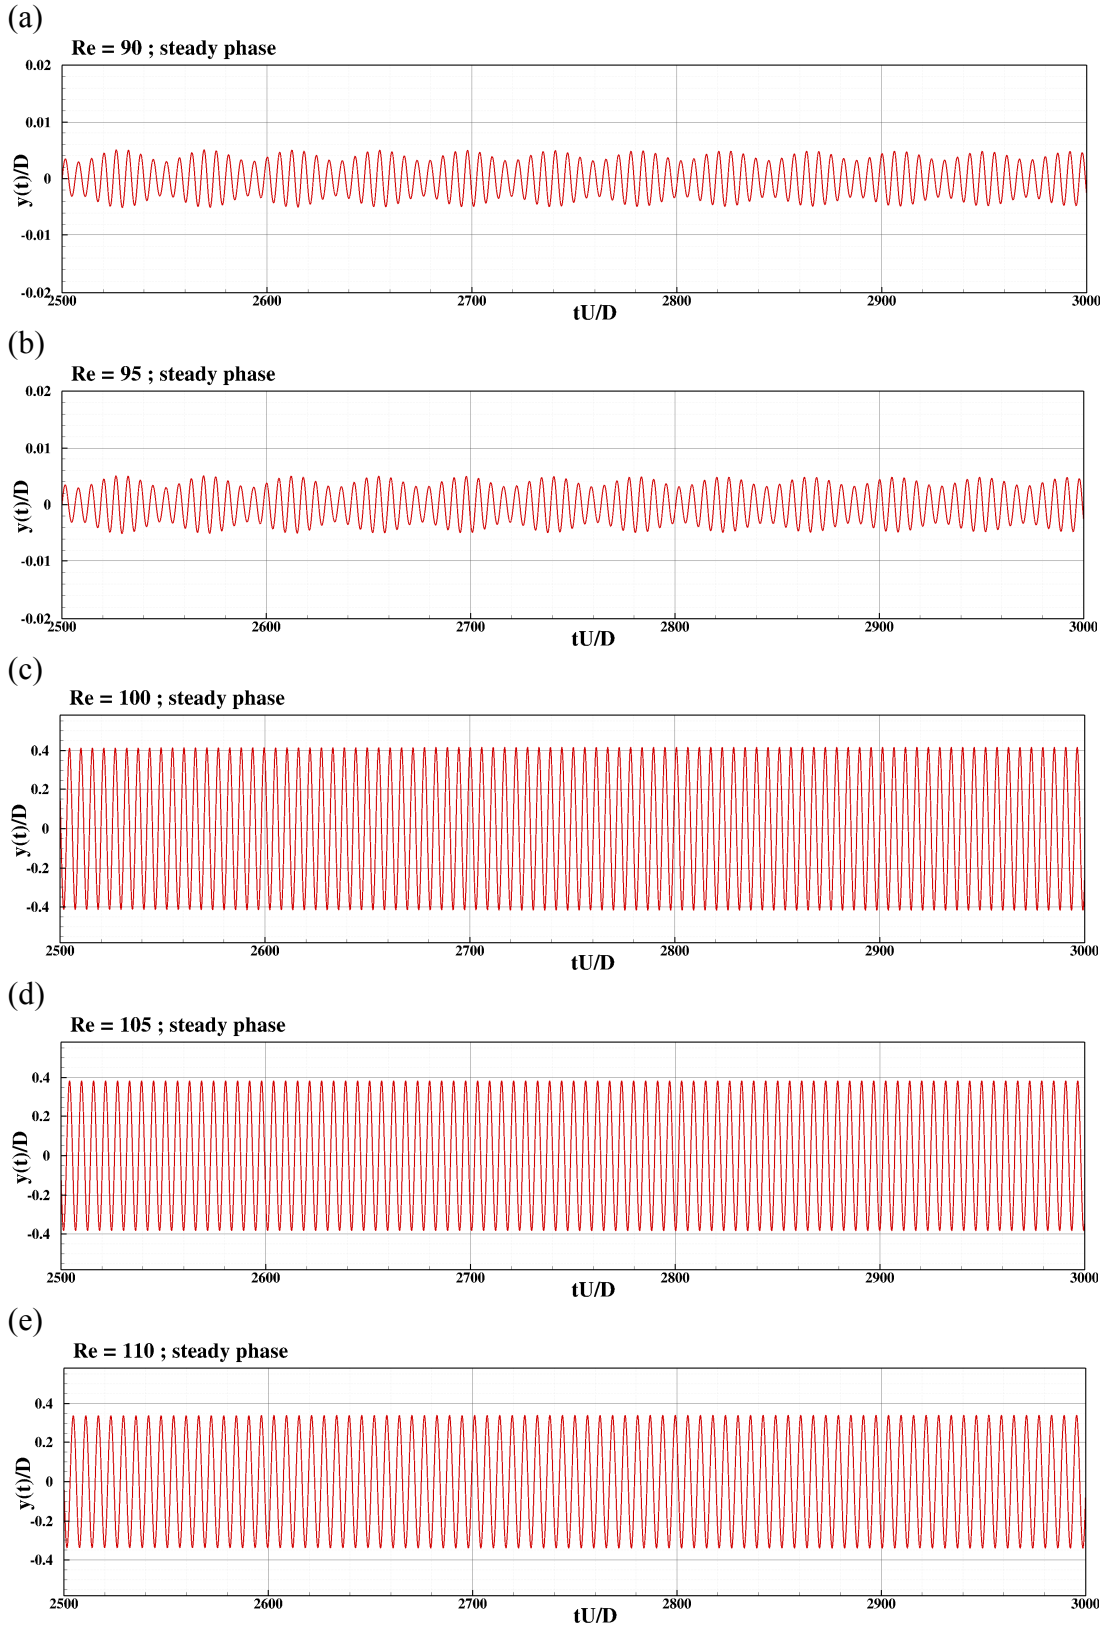 (a)
Re = 90 ; steady phase
0.02
0.01
0
-0.01
-0.02
y(t)/D
2500 2600 2700 2800 2900 3000
tU/D
(b)
Re = 95 ; steady phase
0.02
0.01
0
-0.01
-0.02
y(t)/D
2500 2600 2700 2800 2900 3000
tU/D
(c)
Re = 100 ; steady phase
0.4
0.2
0
-0.2
-0.4
y(t)/D
2500 2600 2700 2800 2900 3000
tU/D
(d)
Re = 105 ; steady phase
0.4
0.2
0
-0.2
-0.4
y(t)/D
2500 2600 2700 2800 2900 3000
tU/D
(e)
Re = 110 ; steady phase
0.4
0.2
0
-0.2
-0.4
y(t)/D
2500 2600 2700 2800 2900 3000
tU/D